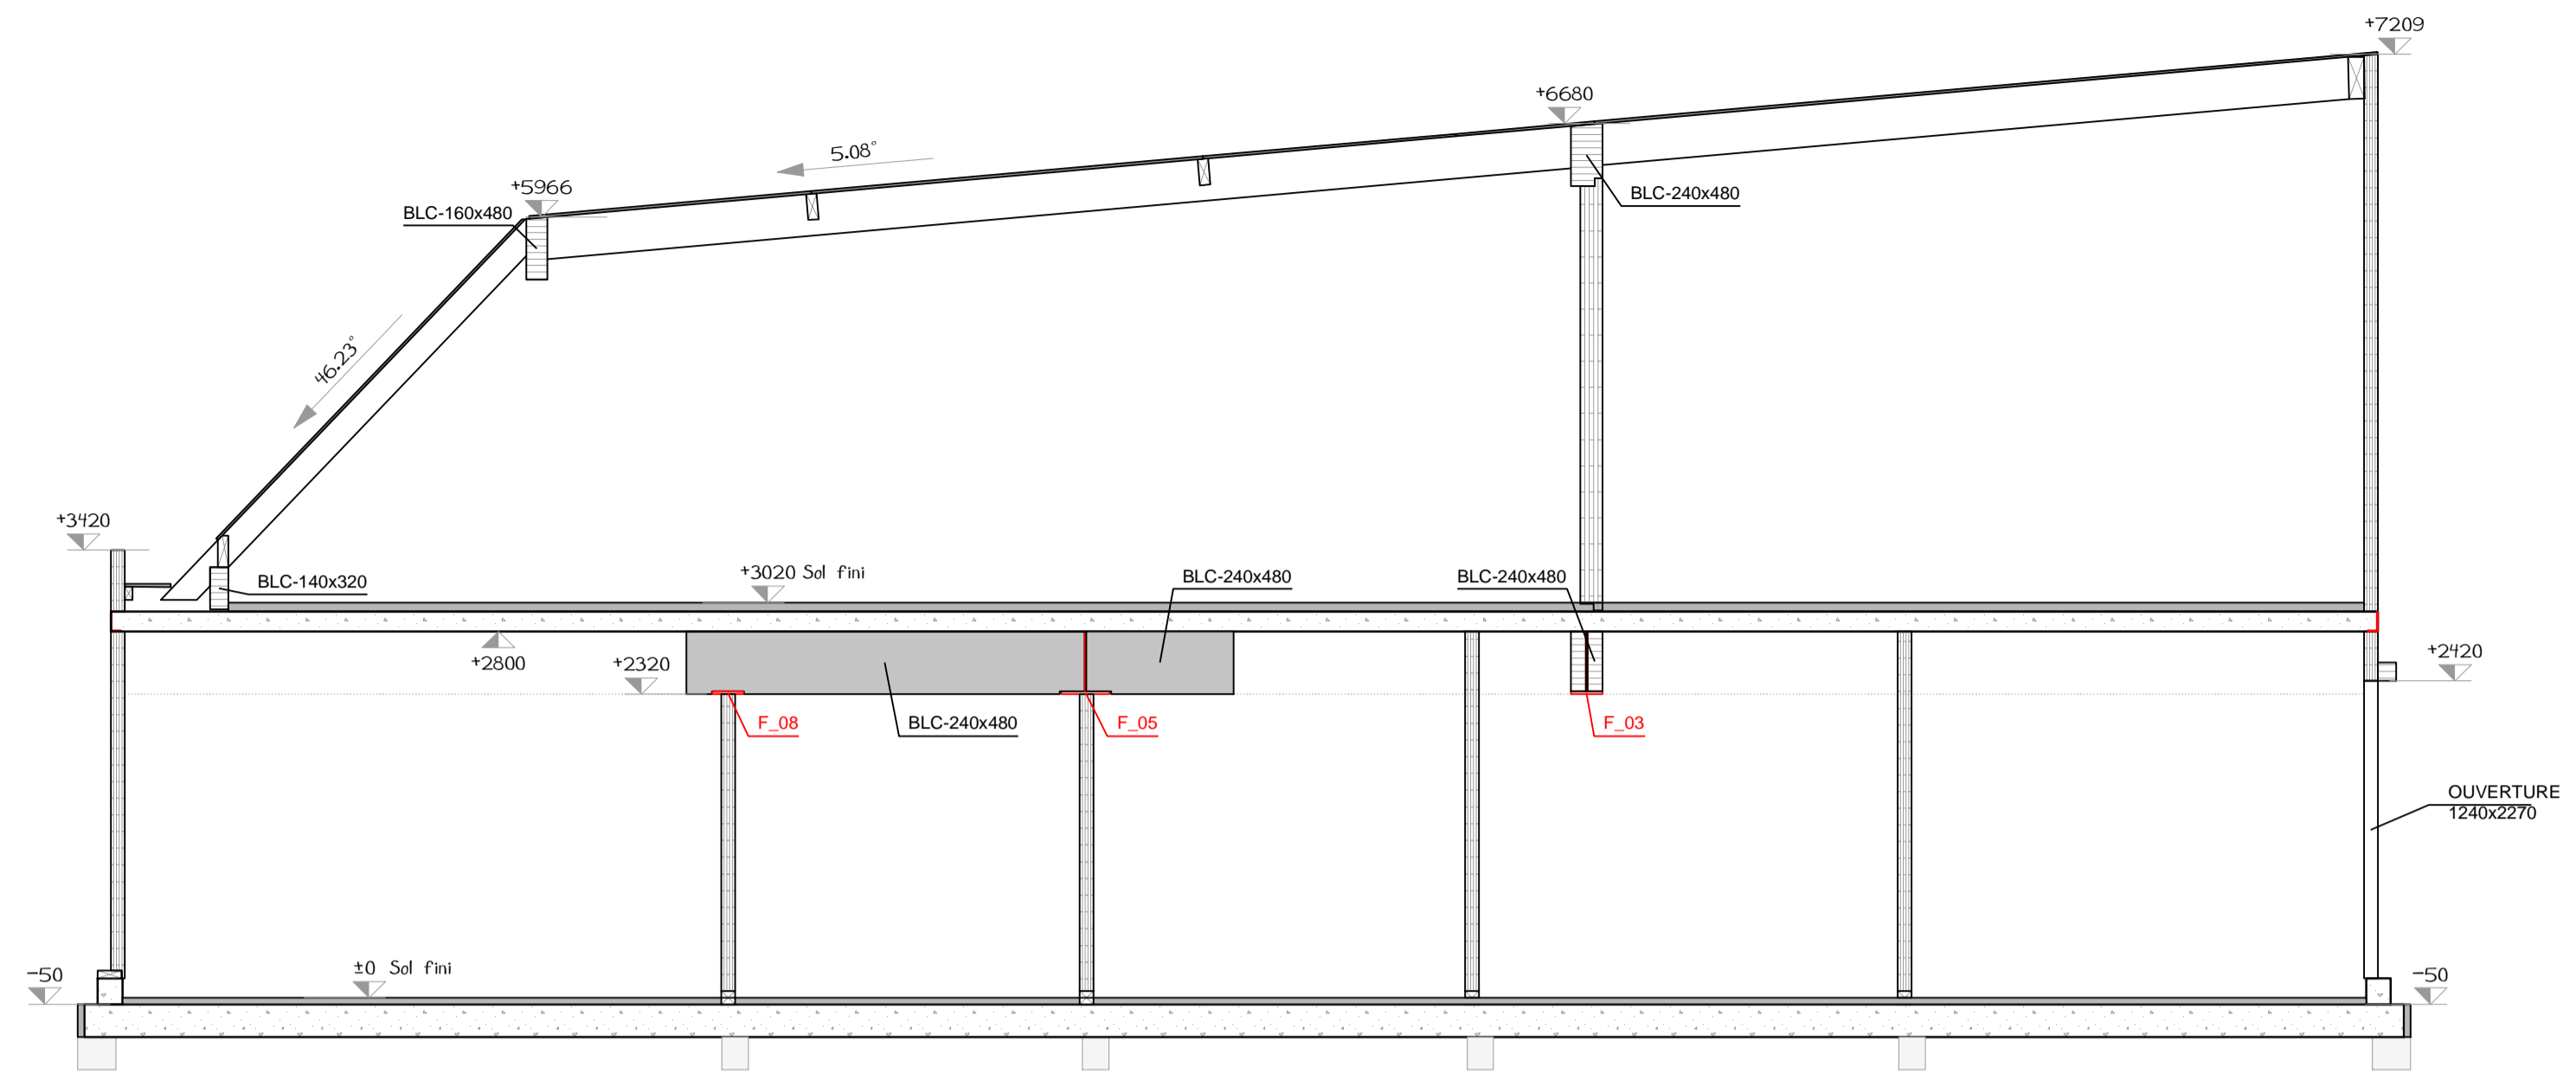 +7209
+6680
5.08°
+5966
BLC-160x480
BLC-240x480
46.23°
+3420
BLC-140x320
+3020 Sol fini
BLC-240x480
BLC-240x480
+2800
+2320
+2420
F_08
BLC-240x480
F_05
F_03
OUVERTURE
1240x2270
-50
±0 Sol fini
-50